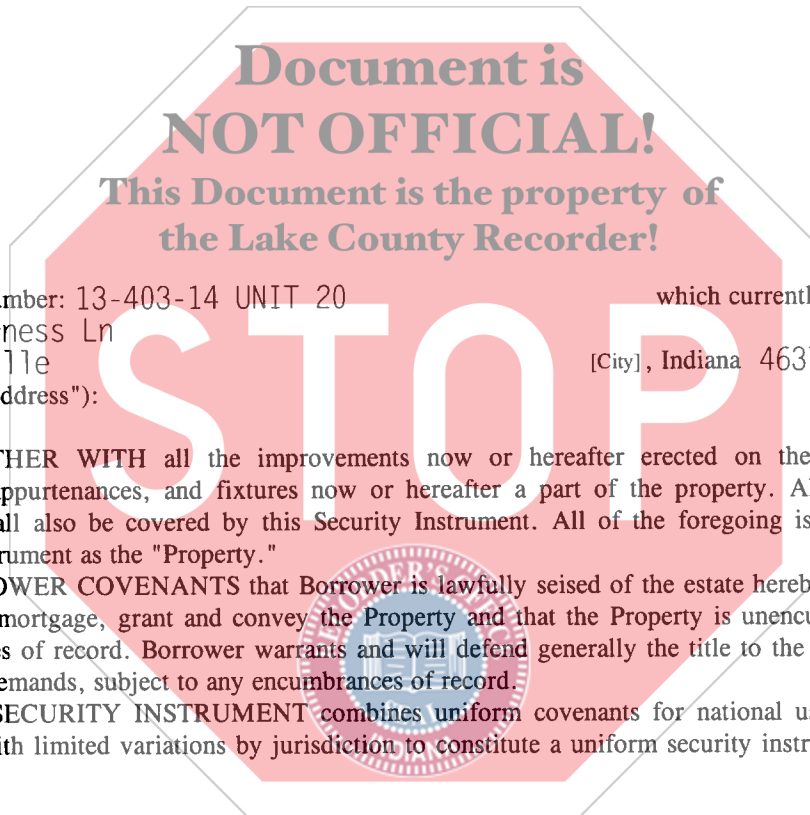 Document is
NOT OFFICIAL!
This Document is the property of
the Lake County Recorder!
mber: 13-403-14 UNIT 20 which currentl
ness Ln
lle [City], Indiana 463
ddress"):
STOP
THER WITH all the improvements now or hereafter erected on the
ppurtenances, and fixtures now or hereafter a part of the property. A
all also be covered by this Security Instrument. All of the foregoing is
rument as the "Property."
OWER COVENANTS that Borrower is lawfully seised of the estate hereb
mortgage, grant and convey the Property and that the Property is unencu
s of record. Borrower warrants and will defend generally the title to the
emands, subject to any encumbrances of record.
SECURITY INSTRUMENT combines uniform covenants for national us
ith limited variations by jurisdiction to constitute a uniform security instr
SEAL
INDIANA